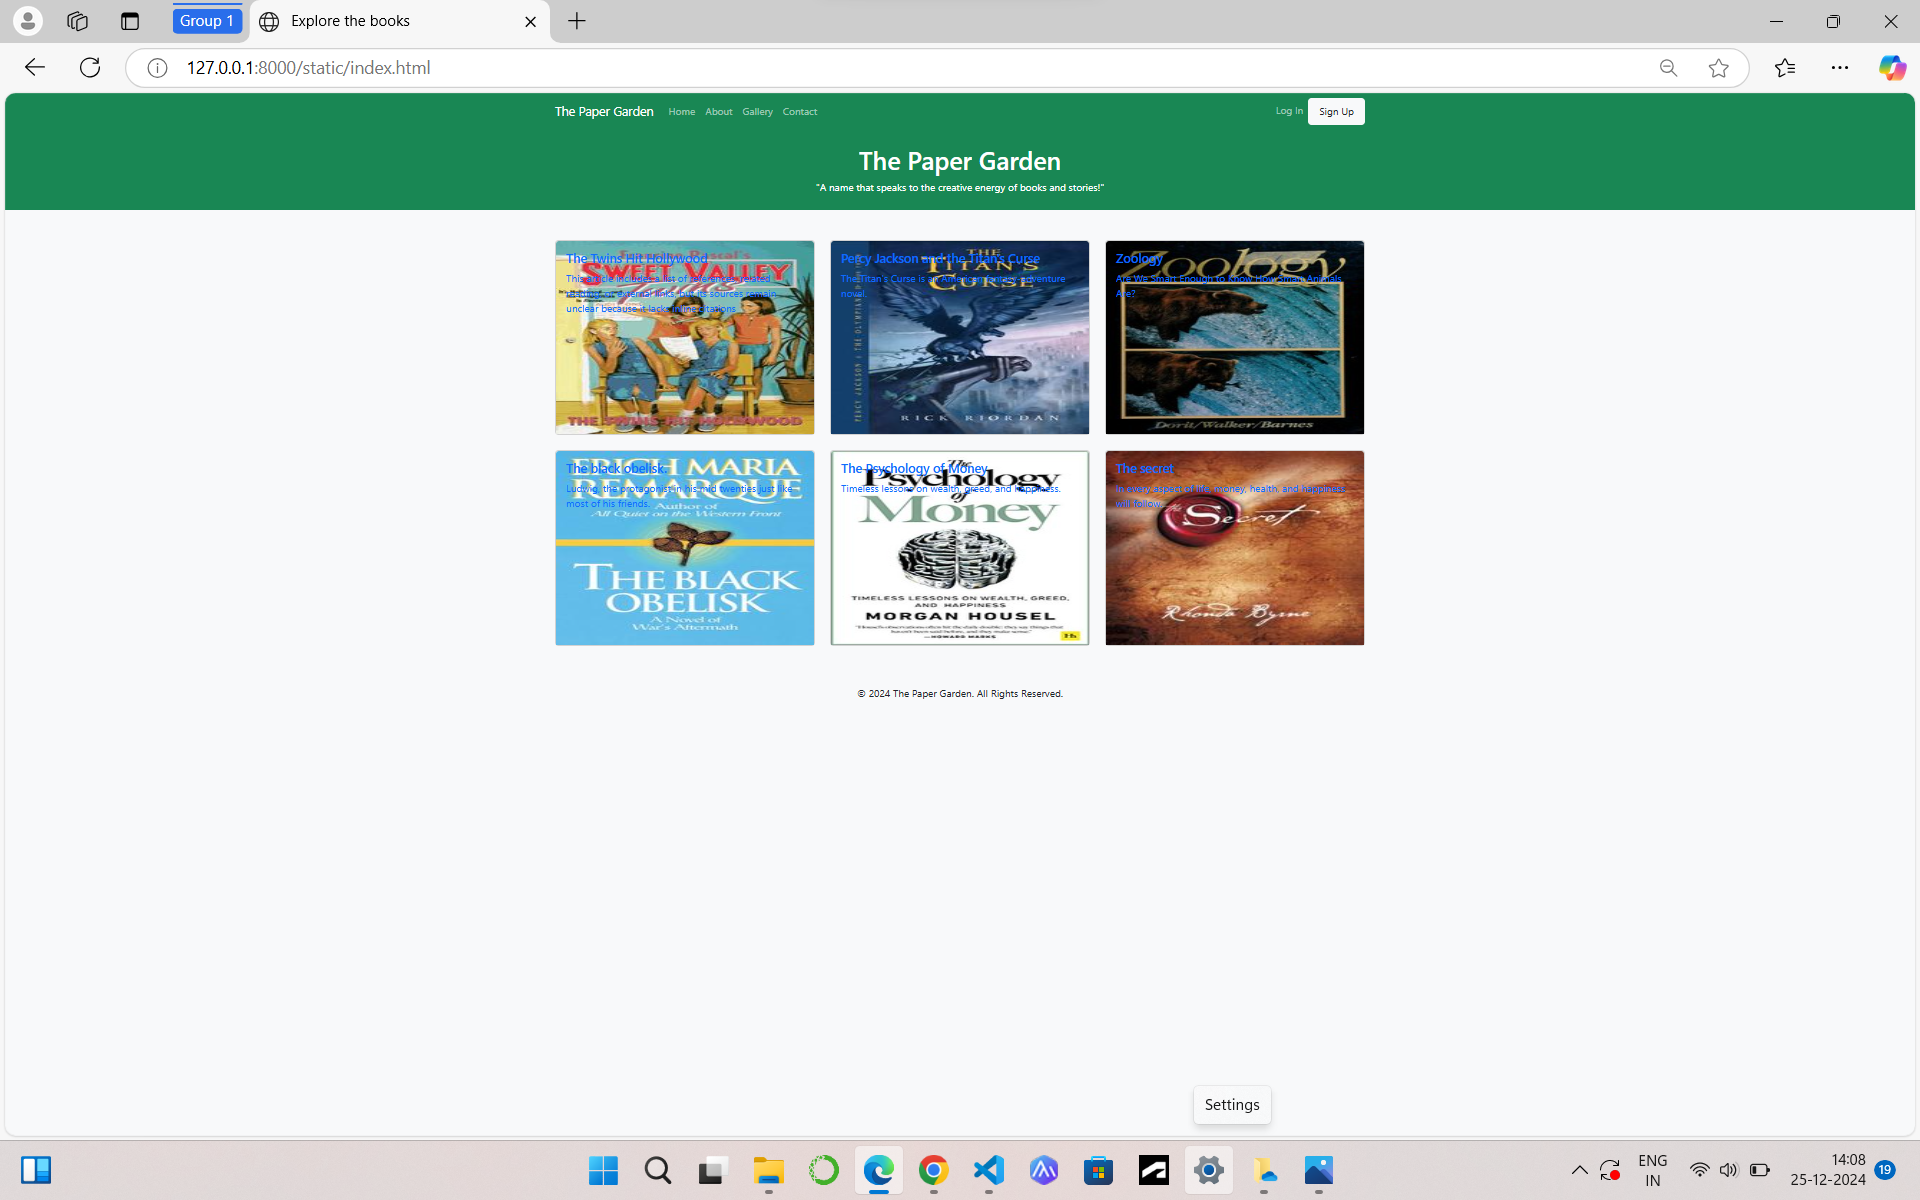 Group 1
Explore the books
127.0.0.1:8000/static/index.html
The Paper Garden Home About Gallery Contact
Log In Sign Up
The Paper Garden
"A name that speaks to the creative energy of books and stories!"
The Twins Hit Hollywood
SWEET VALLEY
This article includes a list of references, related
reading, or external links, but its sources remain
unclear because it lacks inline citations
THE TWINS HIT HOLLYWOOD
THE
Percy Jackson and the Titan's Curse
TITAN'S
CURSE
The Titan's Curse is an American fantasy-adventure
novel.
PERCY JACKSON & THE OLYMPIANS
RICK RIORDAN
Zoology
Zoology
Are We Smart Enough to Know How Smart Animals
Are?
Dorit/Walker/Barnes
The black obelisk
ERICH MARIA
REMARQUE
Ludwig, the protagonist in his mid twenties just like
most of his friends.
Author of
All Quiet on the Western Front
THE BLACK
OBELISK
A Novel of
War's Aftermath
The Psychology of Money
The
Psychology
of
Money
Timeless lessons on wealth, greed, and happiness.
TIMELESS LESSONS ON WEALTH, GREED,
AND HAPPINESS
MORGAN HOUSEL
—HOWARD MARKS
The secret
In every aspect of life money, health, and happiness
will follow.
The
Secret
Rhonda Byrne
© 2024 The Paper Garden. All Rights Reserved.
Settings
ENG
IN
14:08
25-12-2024
19